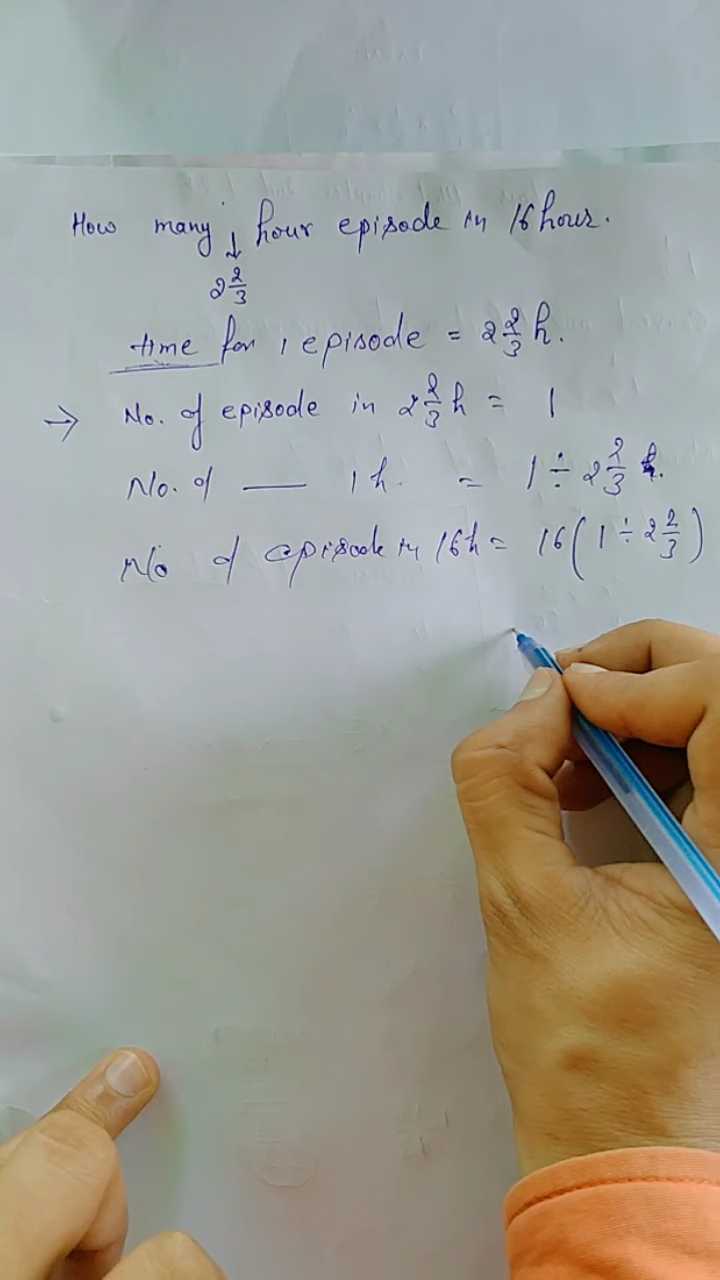 How many ↓ hour episode in 16 hour.
2 2/3
time for 1 episode = 2 2/3 h.
→ No. of episode in 2 2/3 h = 1
No. of — 1 h. = 1 ÷ 2 2/3
No of episode in 16h = 16(1 ÷ 2 2/3)